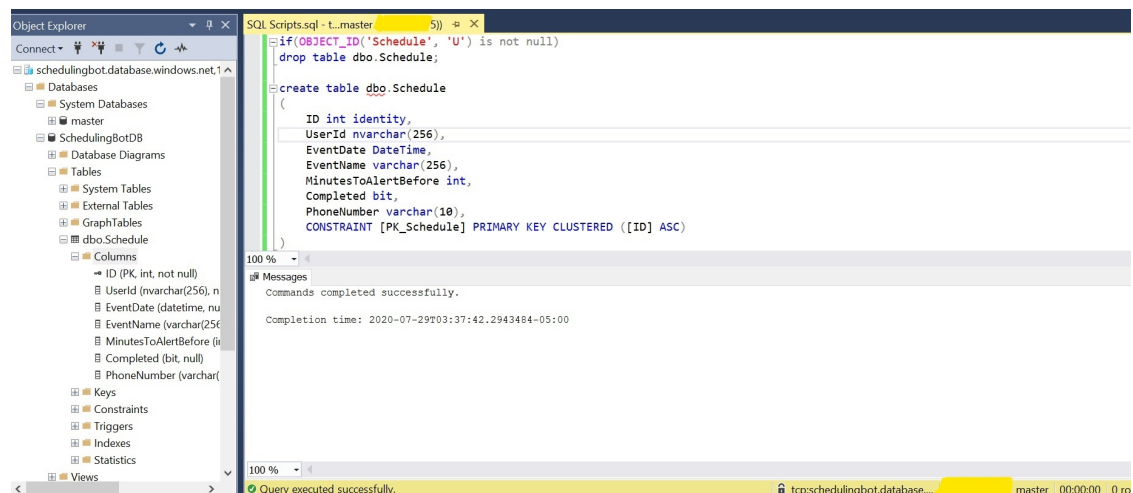 Object Explorer
Connect
schedulingbot.database.windows.net,1
Databases
System Databases
master
SchedulingBotDB
Database Diagrams
Tables
System Tables
External Tables
GraphTables
dbo.Schedule
Columns
ID (PK, int, not null)
UserId (nvarchar(256), n
EventDate (datetime, nu
EventName (varchar(256
MinutesToAlertBefore (i
Completed (bit, null)
PhoneNumber (varchar(
Keys
Constraints
Triggers
Indexes
Statistics
Views
SQL Scripts.sql - t...master 5))
if(OBJECT_ID('Schedule', 'U') is not null)
drop table dbo.Schedule;
create table dbo.Schedule
(
ID int identity,
UserId nvarchar(256),
EventDate DateTime,
EventName varchar(256),
MinutesToAlertBefore int,
Completed bit,
PhoneNumber varchar(10),
CONSTRAINT [PK_Schedule] PRIMARY KEY CLUSTERED ([ID] ASC)
)
100 %
Messages
Commands completed successfully.
Completion time: 2020-07-29T03:37:42.2943484-05:00
100 %
Query executed successfully.
tcp:schedulingbot.database.... master 00:00:00 0 ro